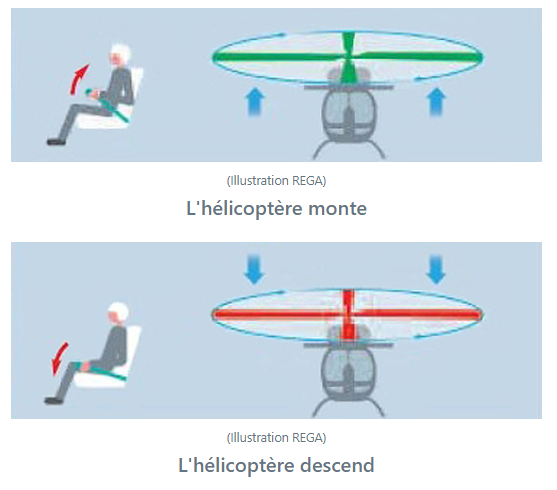 (Illustration REGA)
L'hélicoptère monte
(Illustration REGA)
L'hélicoptère descend